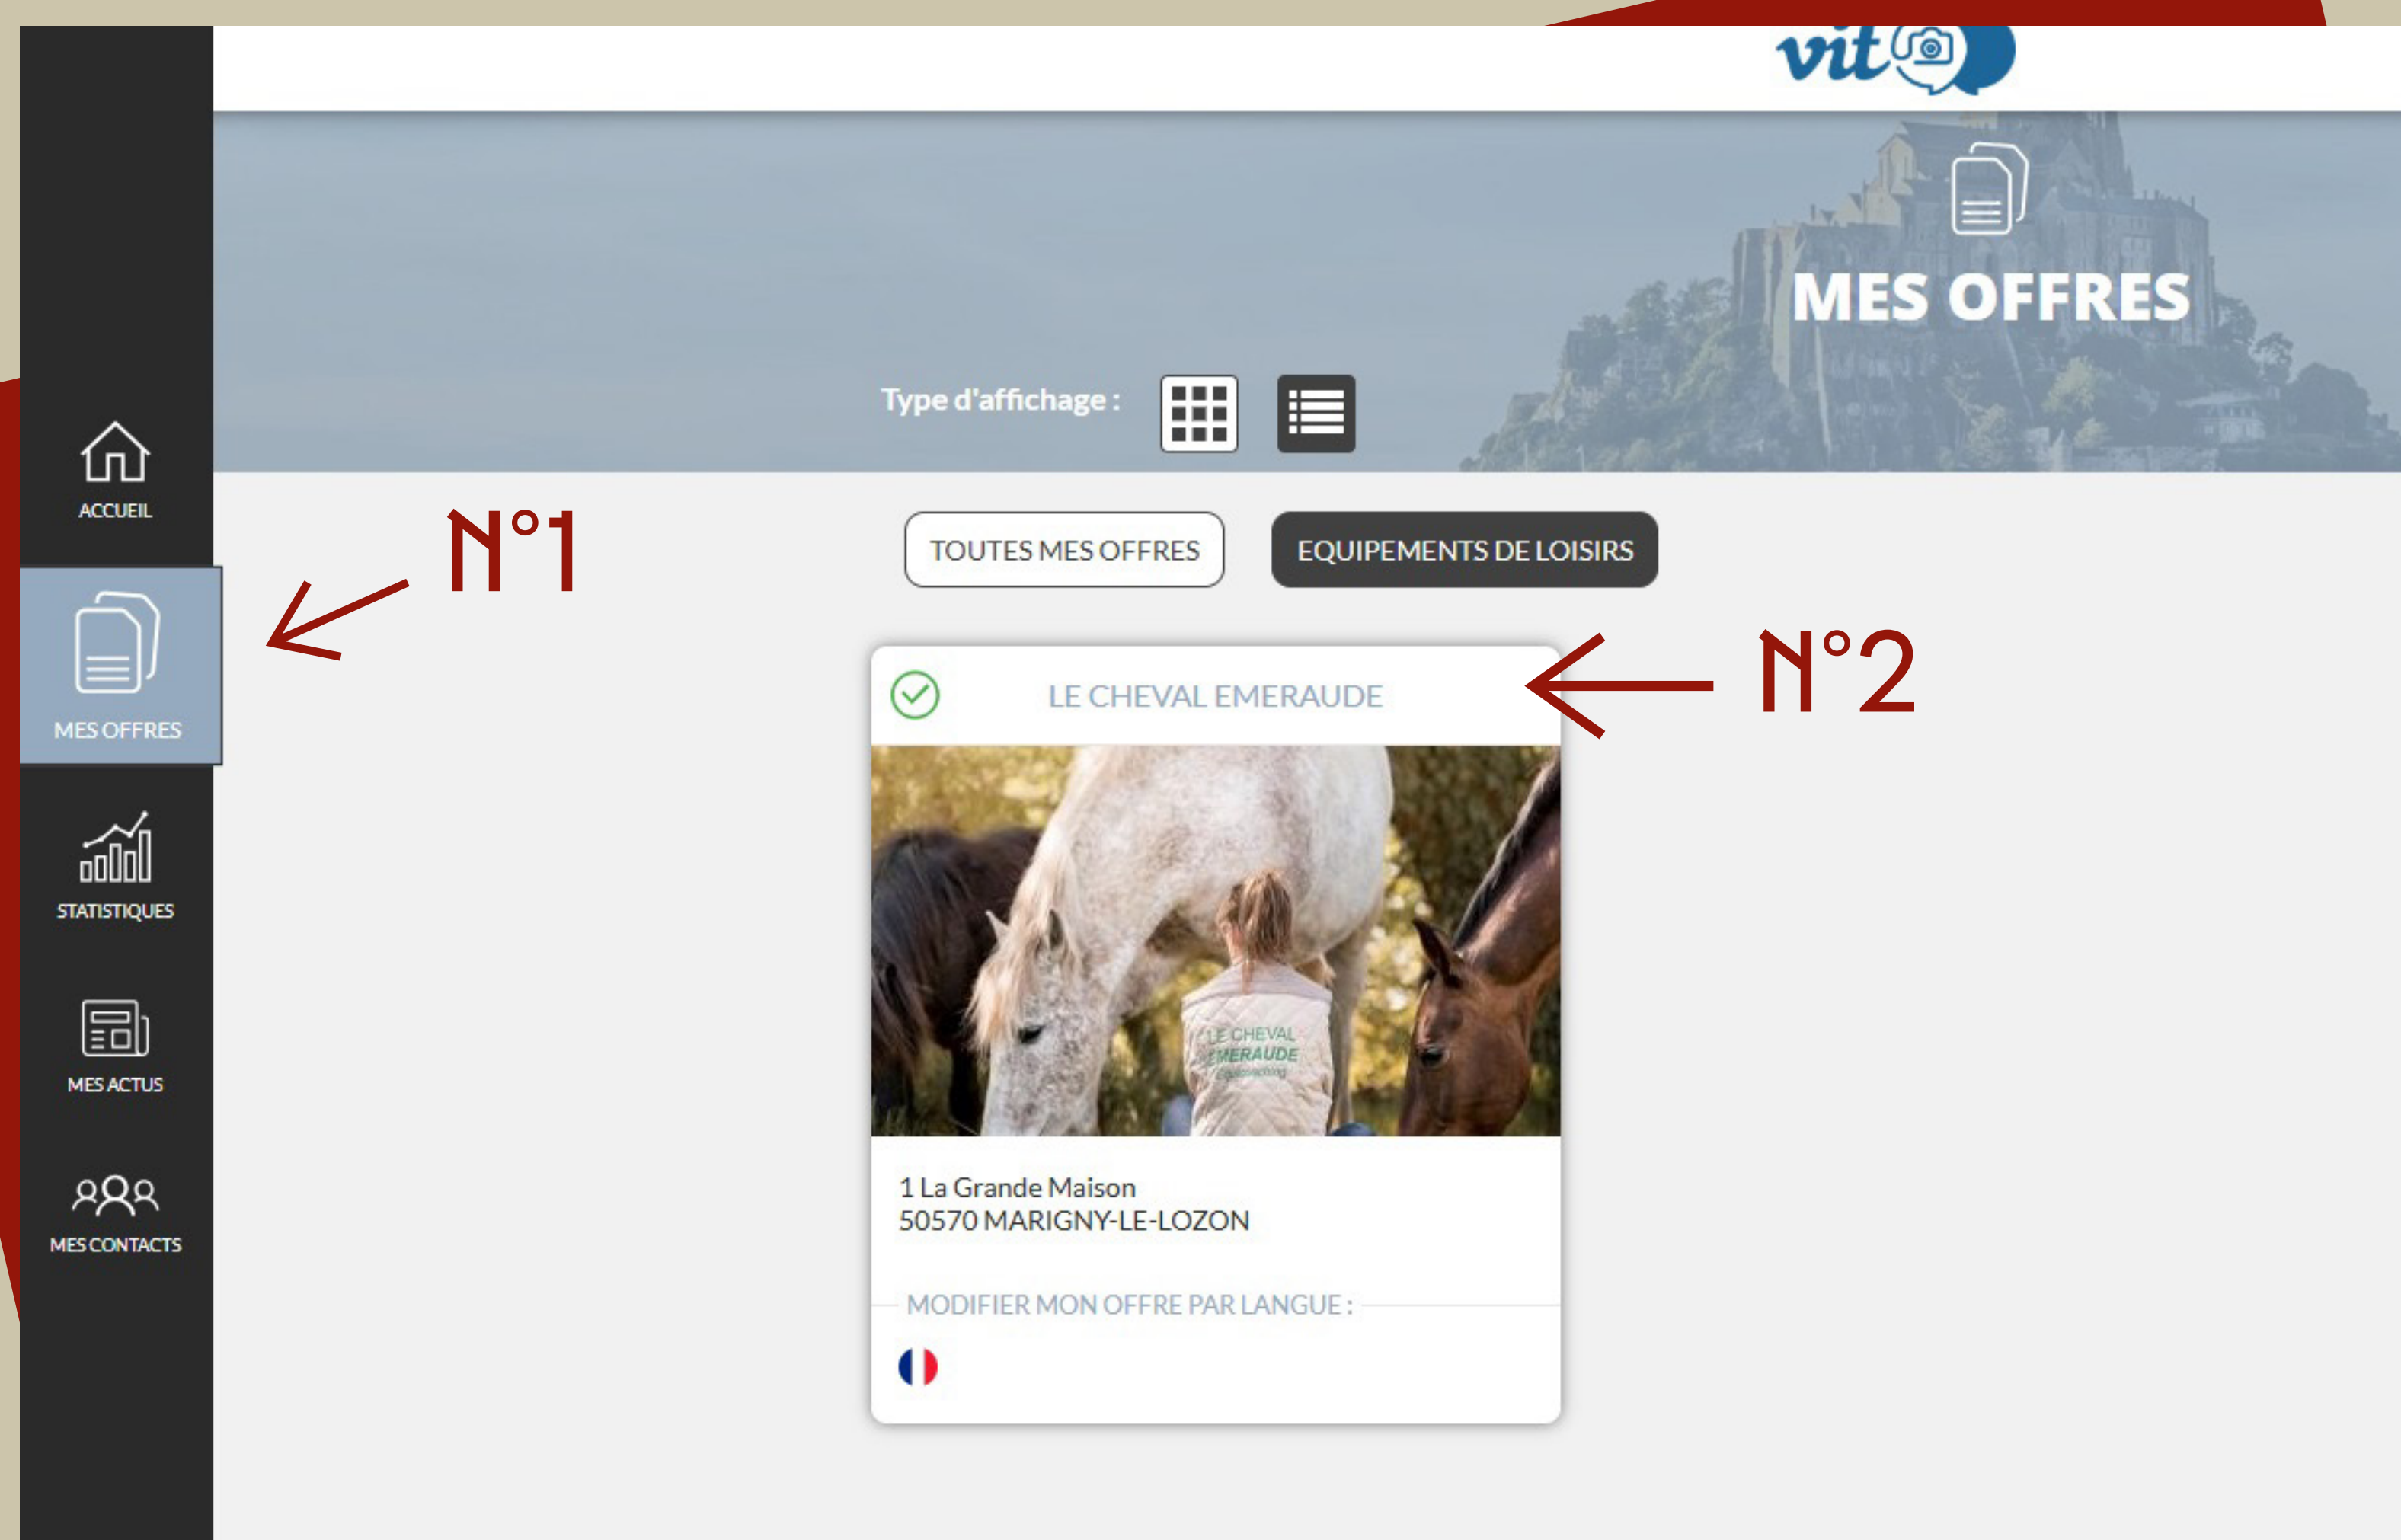 vit
MES OFFRES
Type d'affichage :
ACCUEIL
N°1
TOUTES MES OFFRES
EQUIPEMENTS DE LOISIRS
MES OFFRES
N°2
LE CHEVAL EMERAUDE
STATISTIQUES
LE CHEVAL
EMERAUDE
Equicoaching
MES ACTUS
1 La Grande Maison
50570 MARIGNY-LE-LOZON
MES CONTACTS
MODIFIER MON OFFRE PAR LANGUE :